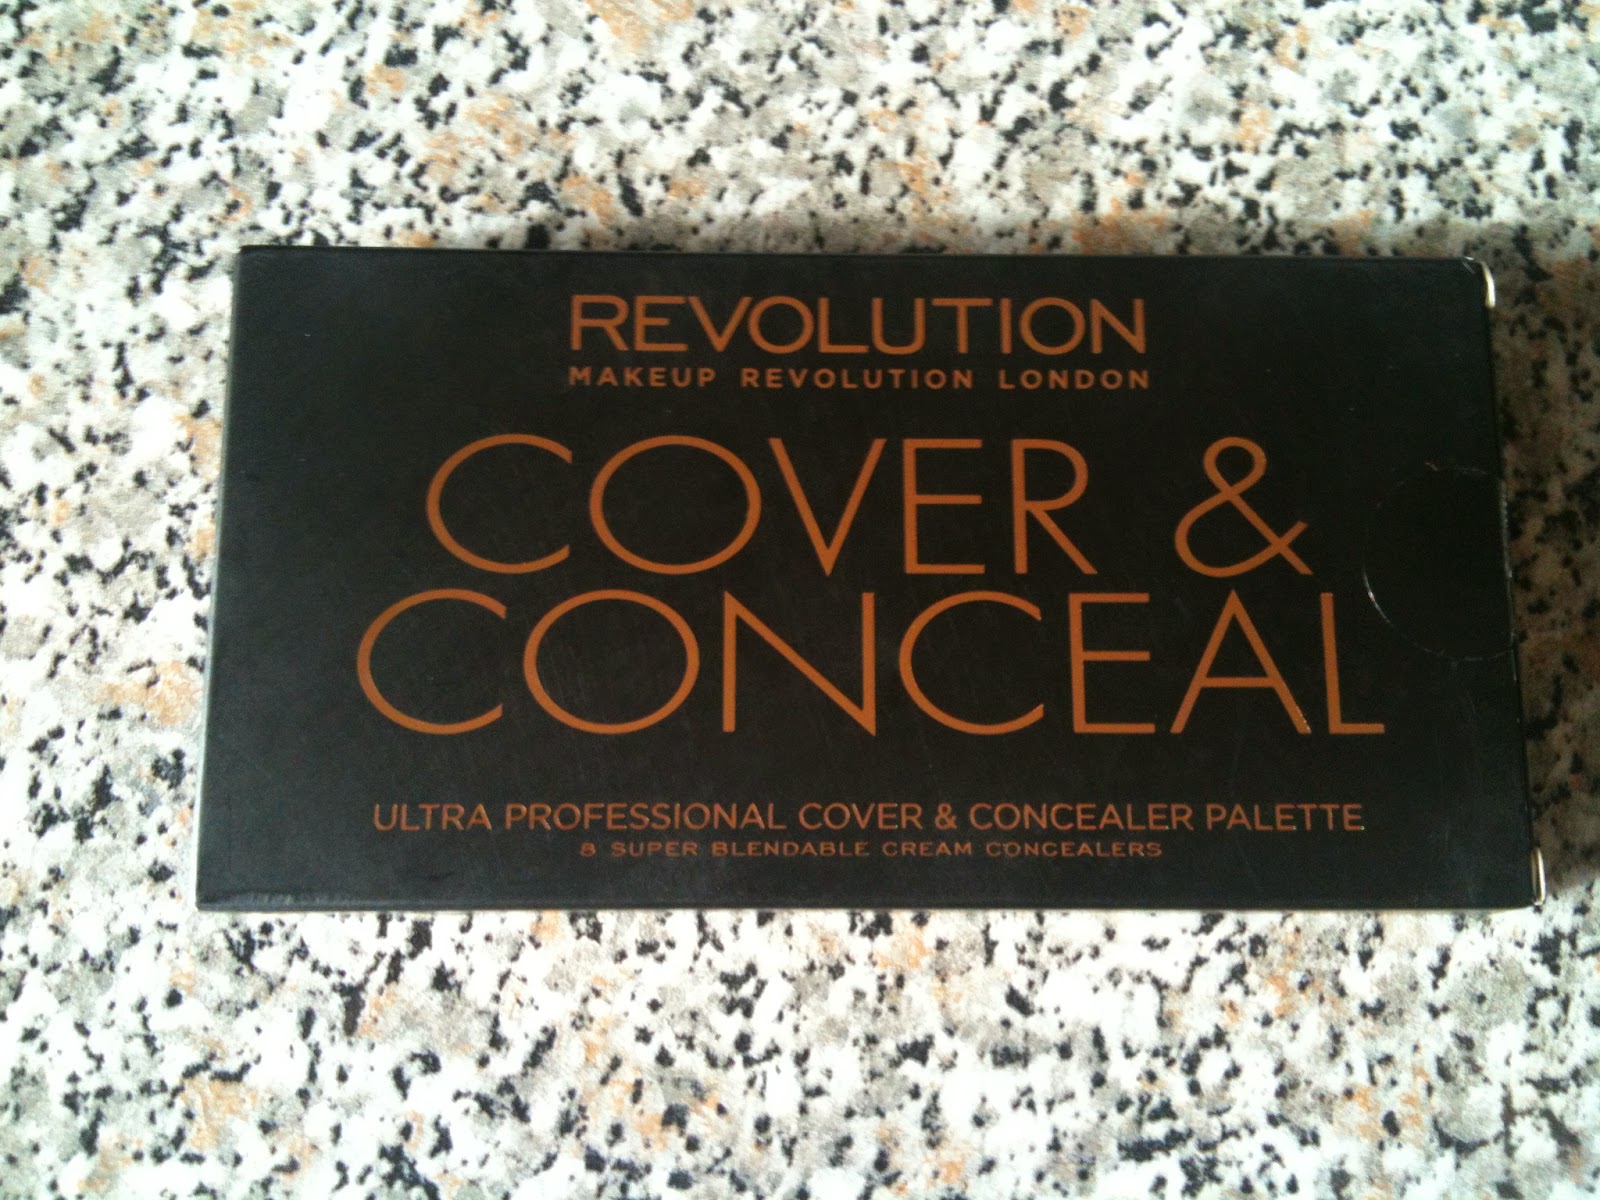 REVOLUTION
MAKEUP REVOLUTION LONDON
COVER &
CONCEAL
ULTRA PROFESSIONAL COVER & CONCEALER PALETTE
8 SUPER BLENDABLE CREAM CONCEALERS